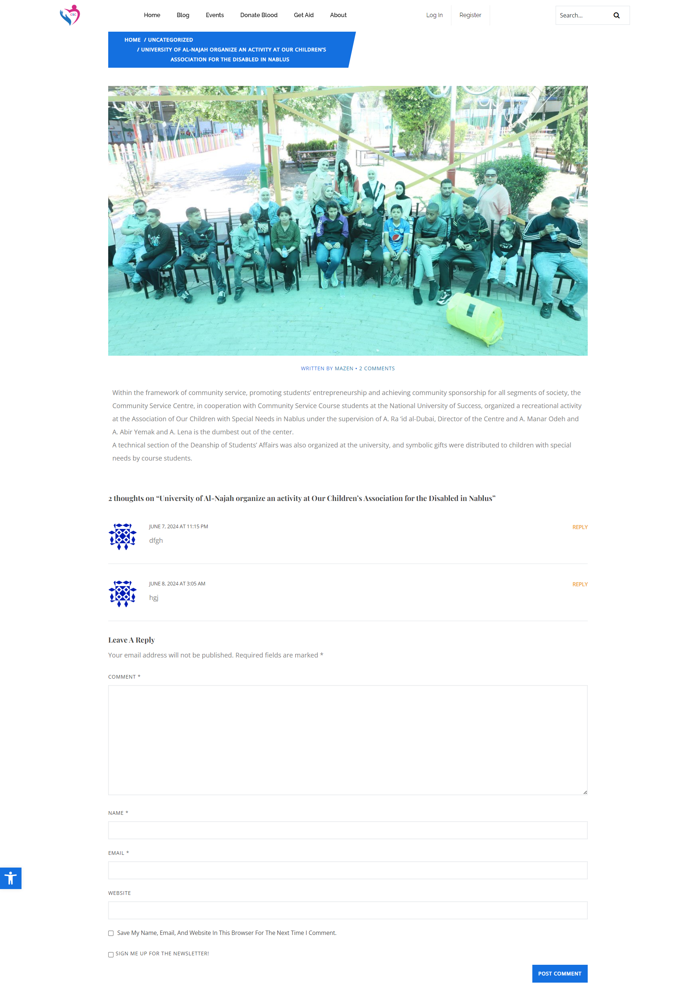 CSC
Home Blog Events Donate Blood Get Aid About Log In Register Search...
HOME / UNCATEGORIZED
/ UNIVERSITY OF AL-NAJAH ORGANIZE AN ACTIVITY AT OUR CHILDREN'S
ASSOCIATION FOR THE DISABLED IN NABLUS
adidas
pepsi
WRITTEN BY MAZEN • 2 COMMENTS
Within the framework of community service, promoting students’ entrepreneurship and achieving community sponsorship for all segments of society, the
Community Service Centre, in cooperation with Community Service Course students at the National University of Success, organized a recreational activity
at the Association of Our Children with Special Needs in Nablus under the supervision of A. Ra ‘id al-Dubai, Director of the Centre and A. Manar Odeh and
A. Abir Yemak and A. Lena is the dumbest out of the center.
A technical section of the Deanship of Students’ Affairs was also organized at the university, and symbolic gifts were distributed to children with special
needs by course students.
2 thoughts on “University of Al-Najah organize an activity at Our Children’s Association for the Disabled in Nablus”
JUNE 7, 2024 AT 11:15 PM REPLY
dfgh
JUNE 8, 2024 AT 3:05 AM REPLY
hgj
Leave A Reply
Your email address will not be published. Required fields are marked *
COMMENT *
NAME *
EMAIL *
WEBSITE
Save My Name, Email, And Website In This Browser For The Next Time I Comment.
SIGN ME UP FOR THE NEWSLETTER!
POST COMMENT